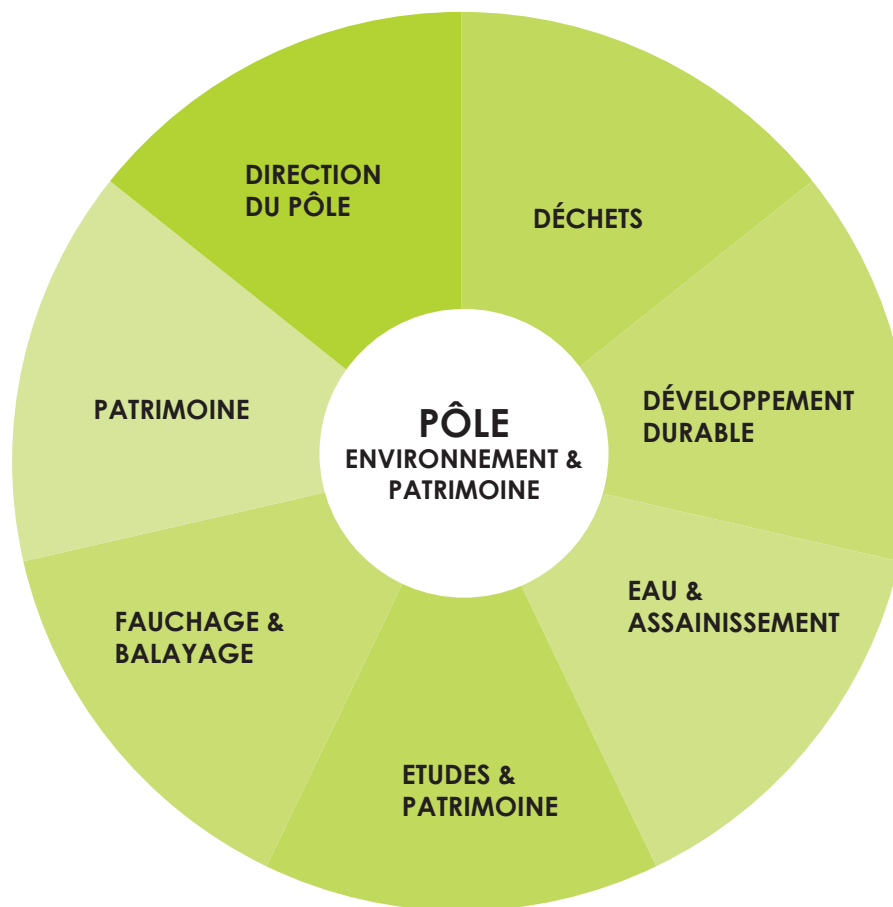 DIRECTION
DU PÔLE
DÉCHETS
PATRIMOINE
PÔLE
ENVIRONNEMENT &
PATRIMOINE
DÉVELOPPEMENT
DURABLE
EAU &
ASSAINISSEMENT
FAUCHAGE &
BALAYAGE
ETUDES &
PATRIMOINE